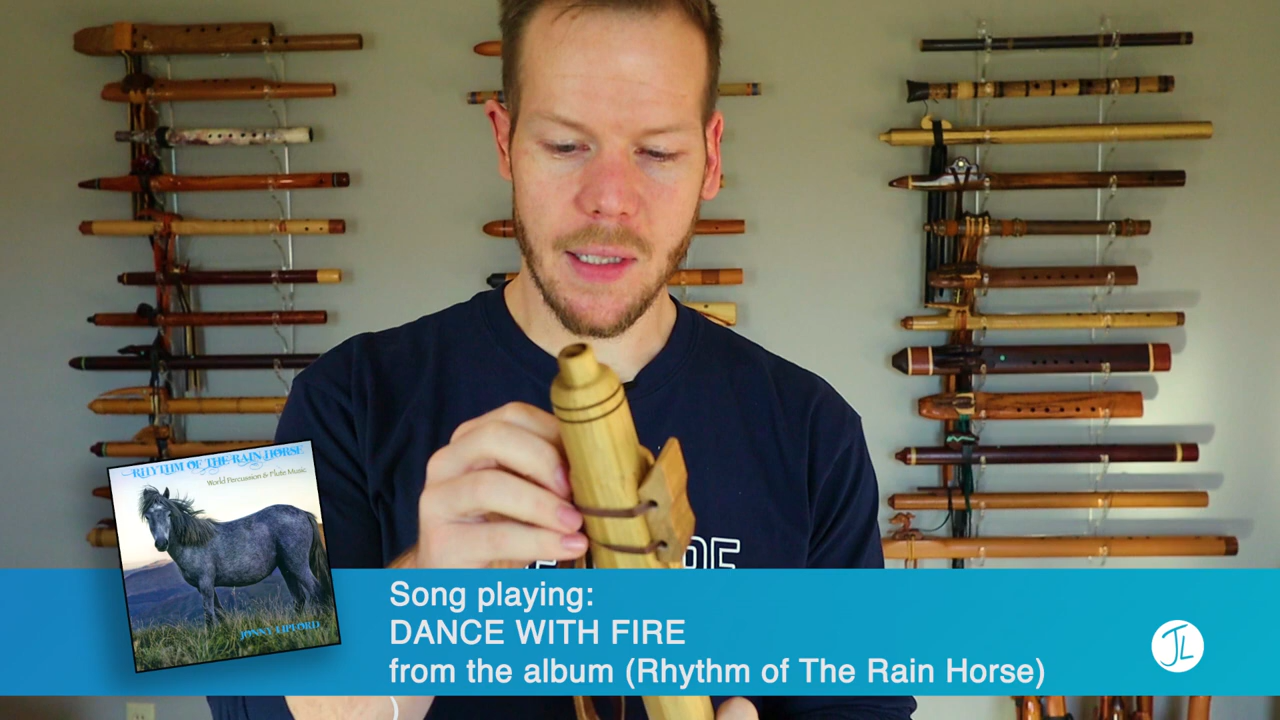 RHYTHM OF THE RAIN HORSE
World Percussion & Flute Music
JONNY LIPFORD
Song playing:
DANCE WITH FIRE
from the album (Rhythm of The Rain Horse)
JL